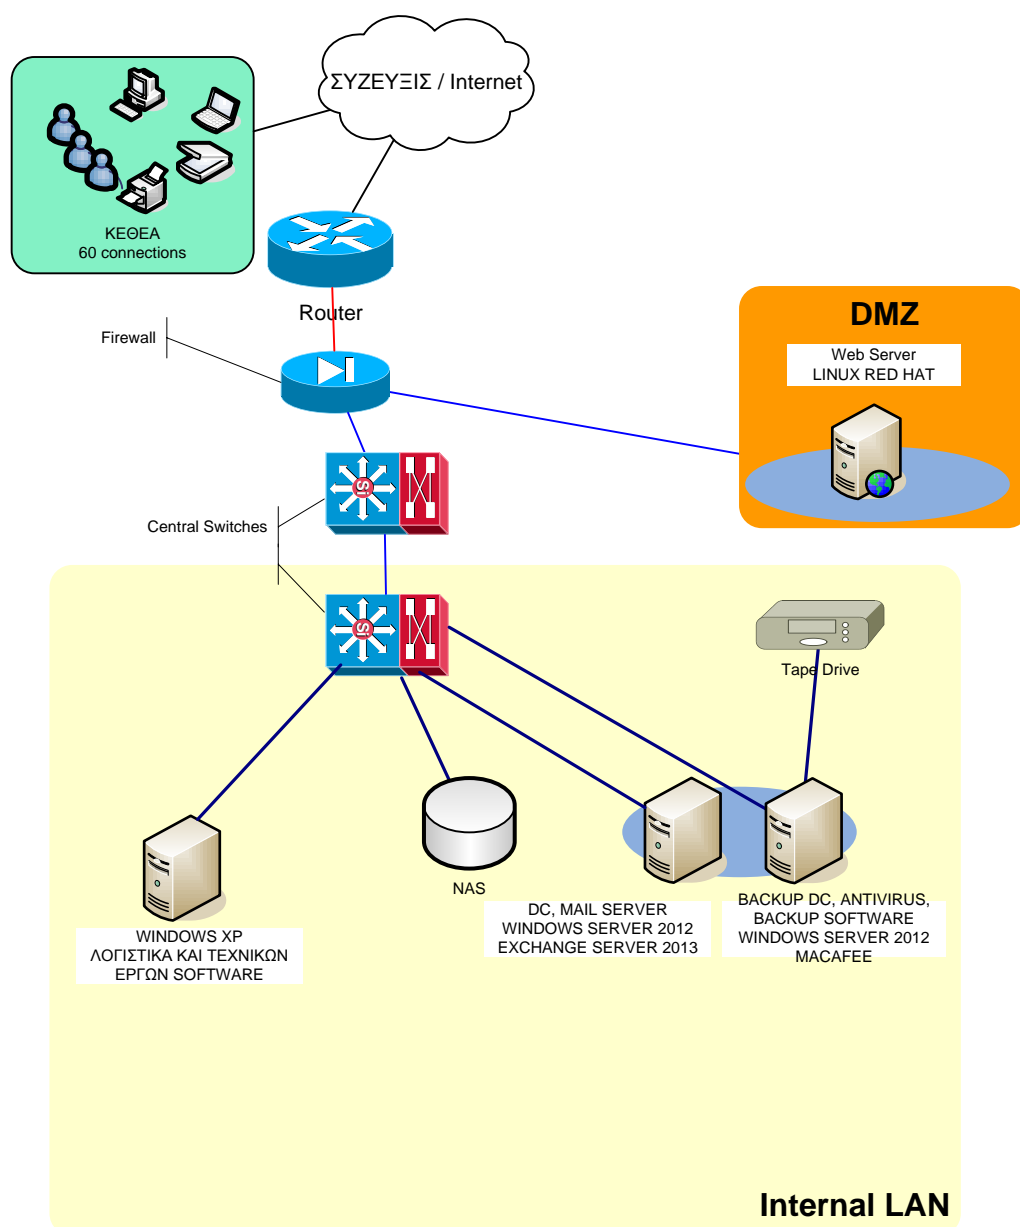 ΣΥΖΕΥΞΙΣ / Internet
ΚΕΘΕΑ
60 connections
Router
Firewall
DMZ
Web Server
LINUX RED HAT
Si
Central Switches
Si
Tape Drive
NAS
WINDOWS XP
ΛΟΓΙΣΤΙΚΑ ΚΑΙ ΤΕΧΝΙΚΩΝ
ΕΡΓΩΝ SOFTWARE
DC, MAIL SERVER
WINDOWS SERVER 2012
EXCHANGE SERVER 2013
BACKUP DC, ANTIVIRUS,
BACKUP SOFTWARE
WINDOWS SERVER 2012
MACAFEE
Internal LAN